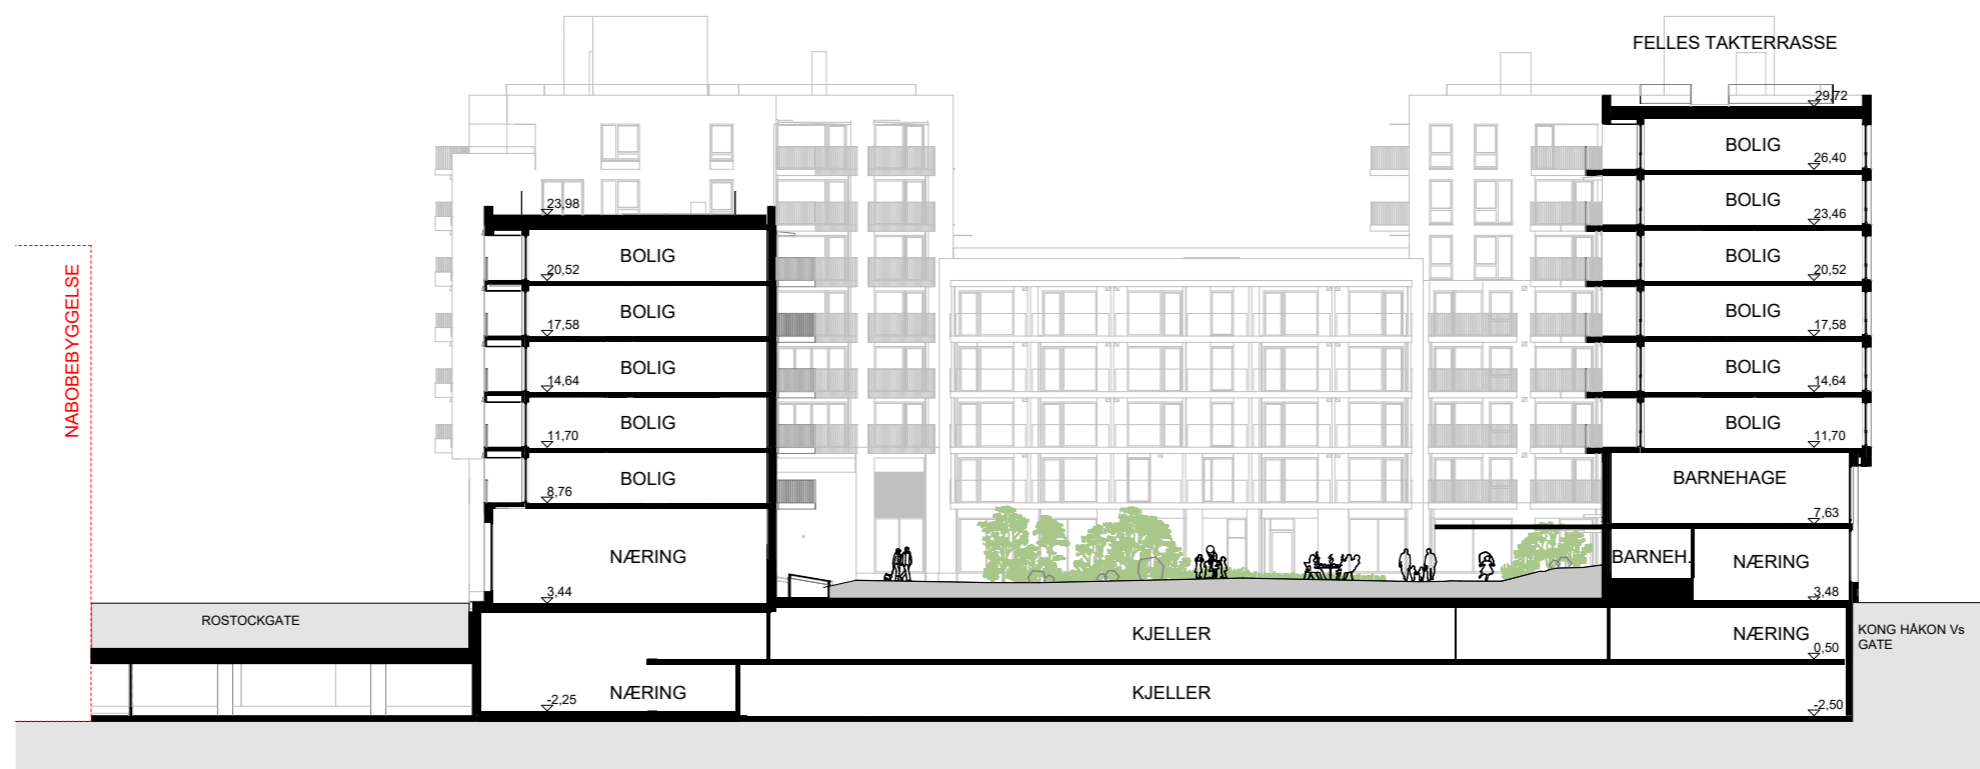 FELLES TAKTERRASSE
29,72
BOLIG
26,40
BOLIG
23,46
BOLIG
20,52
BOLIG
17,58
BOLIG
14,64
BOLIG
11,70
BARNEHAGE
7,63
BARNEH.
NÆRING
3,48
NÆRING
0,50
-2,50
KONG HÅKON Vs
GATE
23,98
BOLIG
20,52
BOLIG
17,58
BOLIG
14,64
BOLIG
11,70
BOLIG
8,76
NÆRING
3,44
NÆRING
-2,25
KJELLER
KJELLER
ROSTOCKGATE
NABOBEBYGGELSE